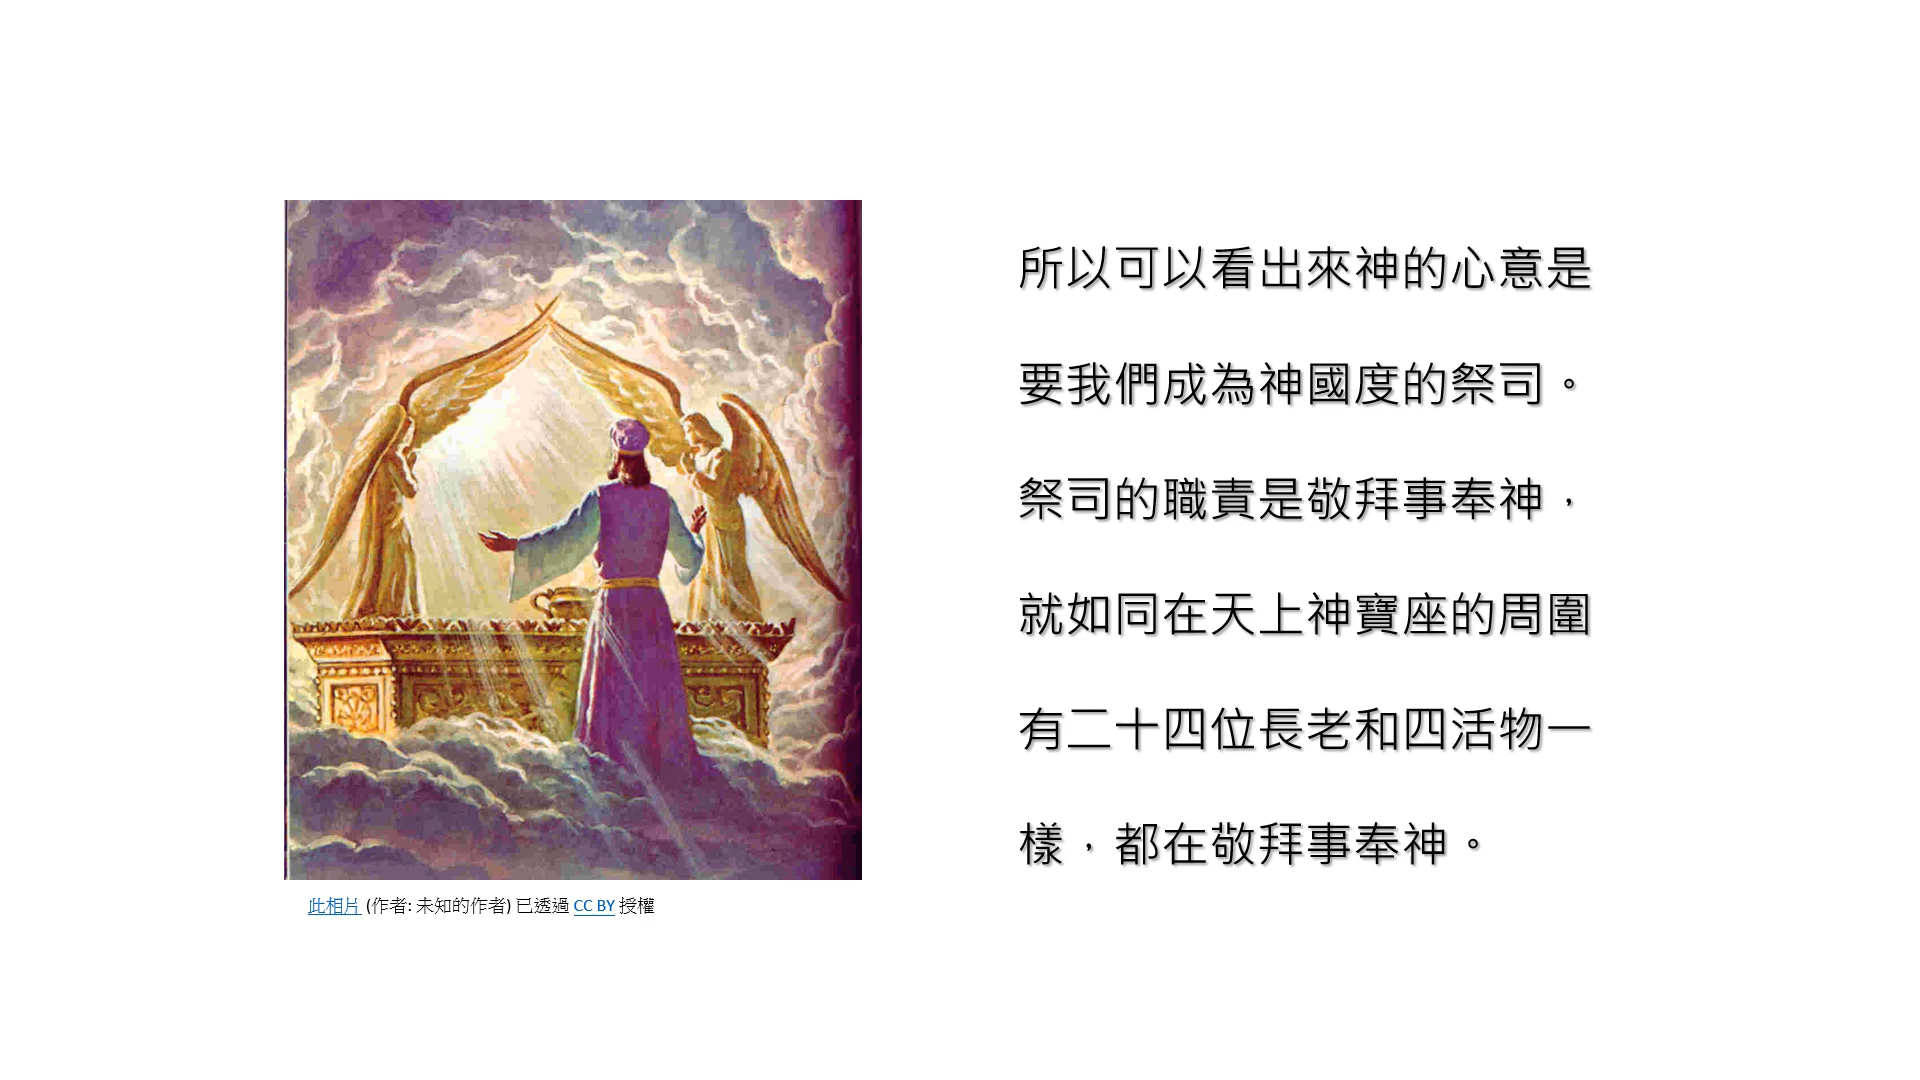 所以可以看出來神的心意是
要我們成為神國度的祭司。
祭司的職責是敬拜事奉神，
就如同在天上神寶座的周圍
有二十四位長老和四活物一
樣，都在敬拜事奉神。
此相片 (作者: 未知的作者) 已透過 CC BY 授權